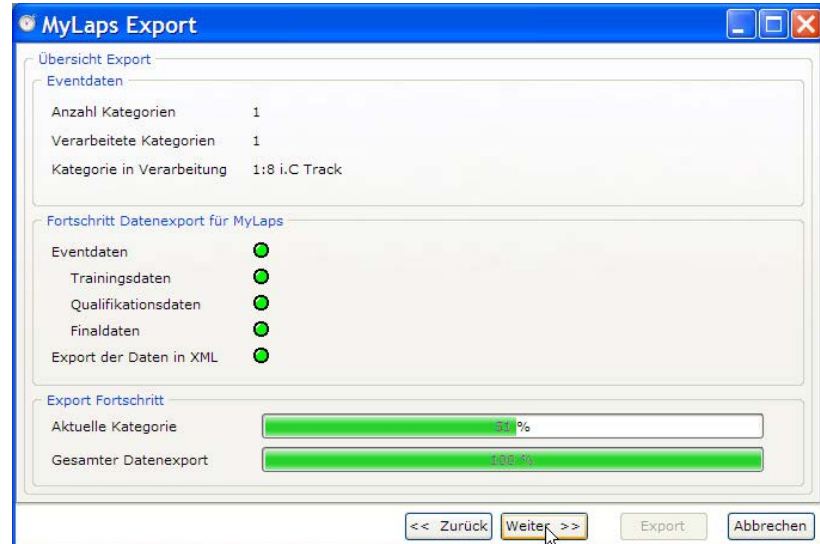 MyLaps Export
Übersicht Export
Eventdaten
Anzahl Kategorien 1
Verarbeitete Kategorien 1
Kategorie in Verarbeitung 1:8 i.C Track
Fortschritt Datenexport für MyLaps
Eventdaten
Trainingsdaten
Qualifikationsdaten
Finaldaten
Export der Daten in XML
Export Fortschritt
Aktuelle Kategorie 51 %
Gesamter Datenexport 100 %
<< Zurück Weiter >> Export Abbrechen